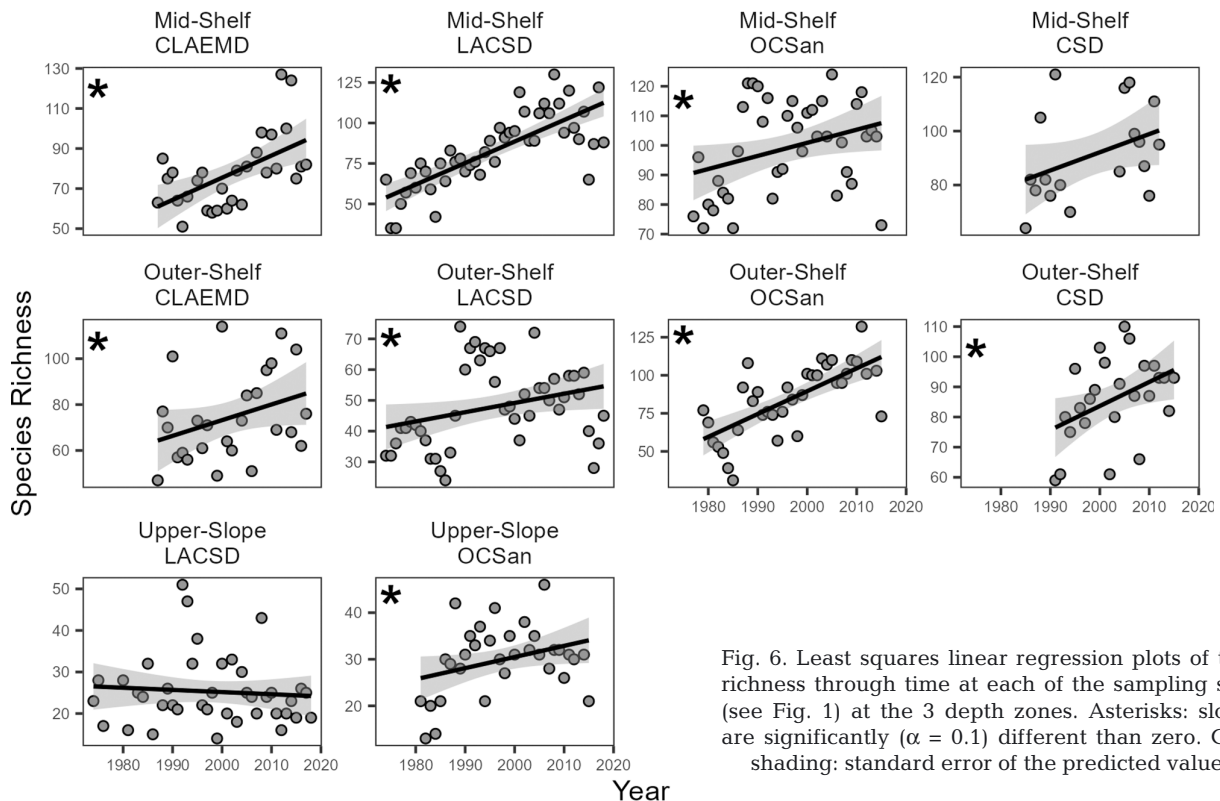 Mid-Shelf
CLAEMD
Mid-Shelf
LACSD
Mid-Shelf
OCSan
Mid-Shelf
CSD
130
110
90
70
50
*
125
100
75
50
*
120
110
100
90
80
70
*
120
100
80
Outer-Shelf
CLAEMD
Outer-Shelf
LACSD
Outer-Shelf
OCSan
Outer-Shelf
CSD
Species Richness
100
80
60
*
70
60
50
40
30
*
125
100
75
50
*
1980 1990 2000 2010 2020
110
100
90
80
70
60
*
1980 1990 2000 2010 2020
Upper-Slope
LACSD
Upper-Slope
OCSan
50
40
30
20
1980 1990 2000 2010 2020
40
30
20
*
1980 1990 2000 2010 2020
Year
Fig. 6. Least squares linear regression plots of
richness through time at each of the sampling
(see Fig. 1) at the 3 depth zones. Asterisks:
are significantly (α = 0.1) different than zero.
shading: standard error of the predicted value